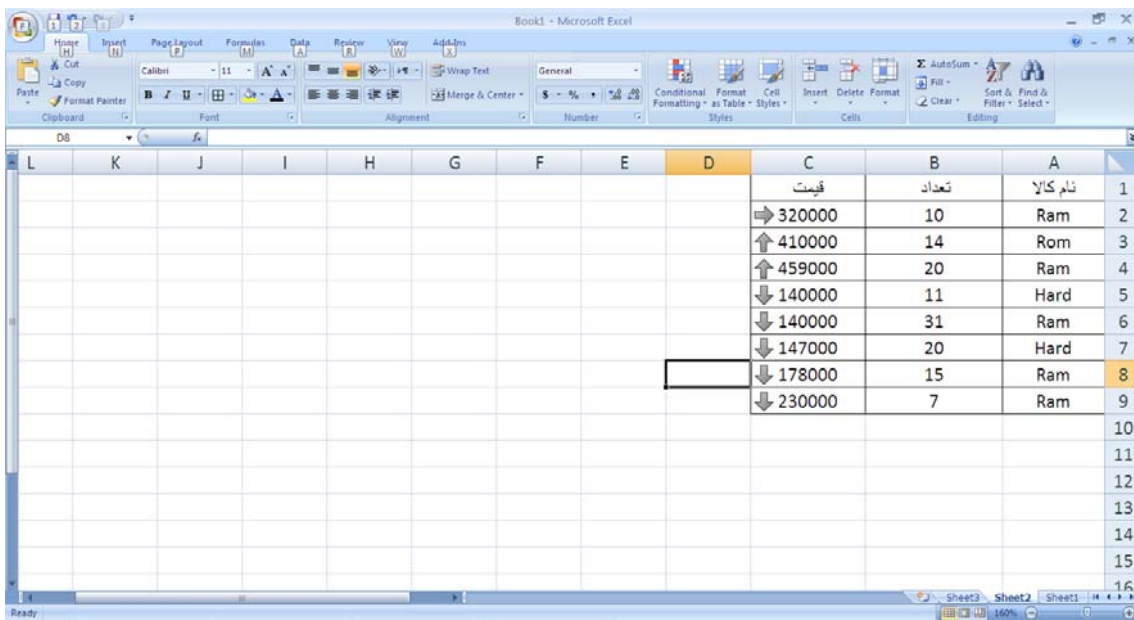 Book1 - Microsoft Excel
Home Insert Page Layout Formulas Data Review View Add-Ins
F 1 2 3 H N P M A R W X
Paste Cut Copy Format Painter
Calibri 11 A A Wrap Text General Conditional Formatting Format as Table Cell Styles Insert Delete Format Σ AutoSum Fill Clear Sort & Filter Find & Select
B I U A Merge & Center $ % ,
Clipboard Font Alignment Number Styles Cells Editing
D8 fx
L K J I H G F E D C B A
1 نام کالا تعداد قیمت
2 Ram 10 320000
3 Rom 14 410000
4 Ram 20 459000
5 Hard 11 140000
6 Ram 31 140000
7 Hard 20 147000
8 Ram 15 178000
9 Ram 7 230000
10
11
12
13
14
15
16
Sheet3 Sheet2 Sheet1
Ready 160%